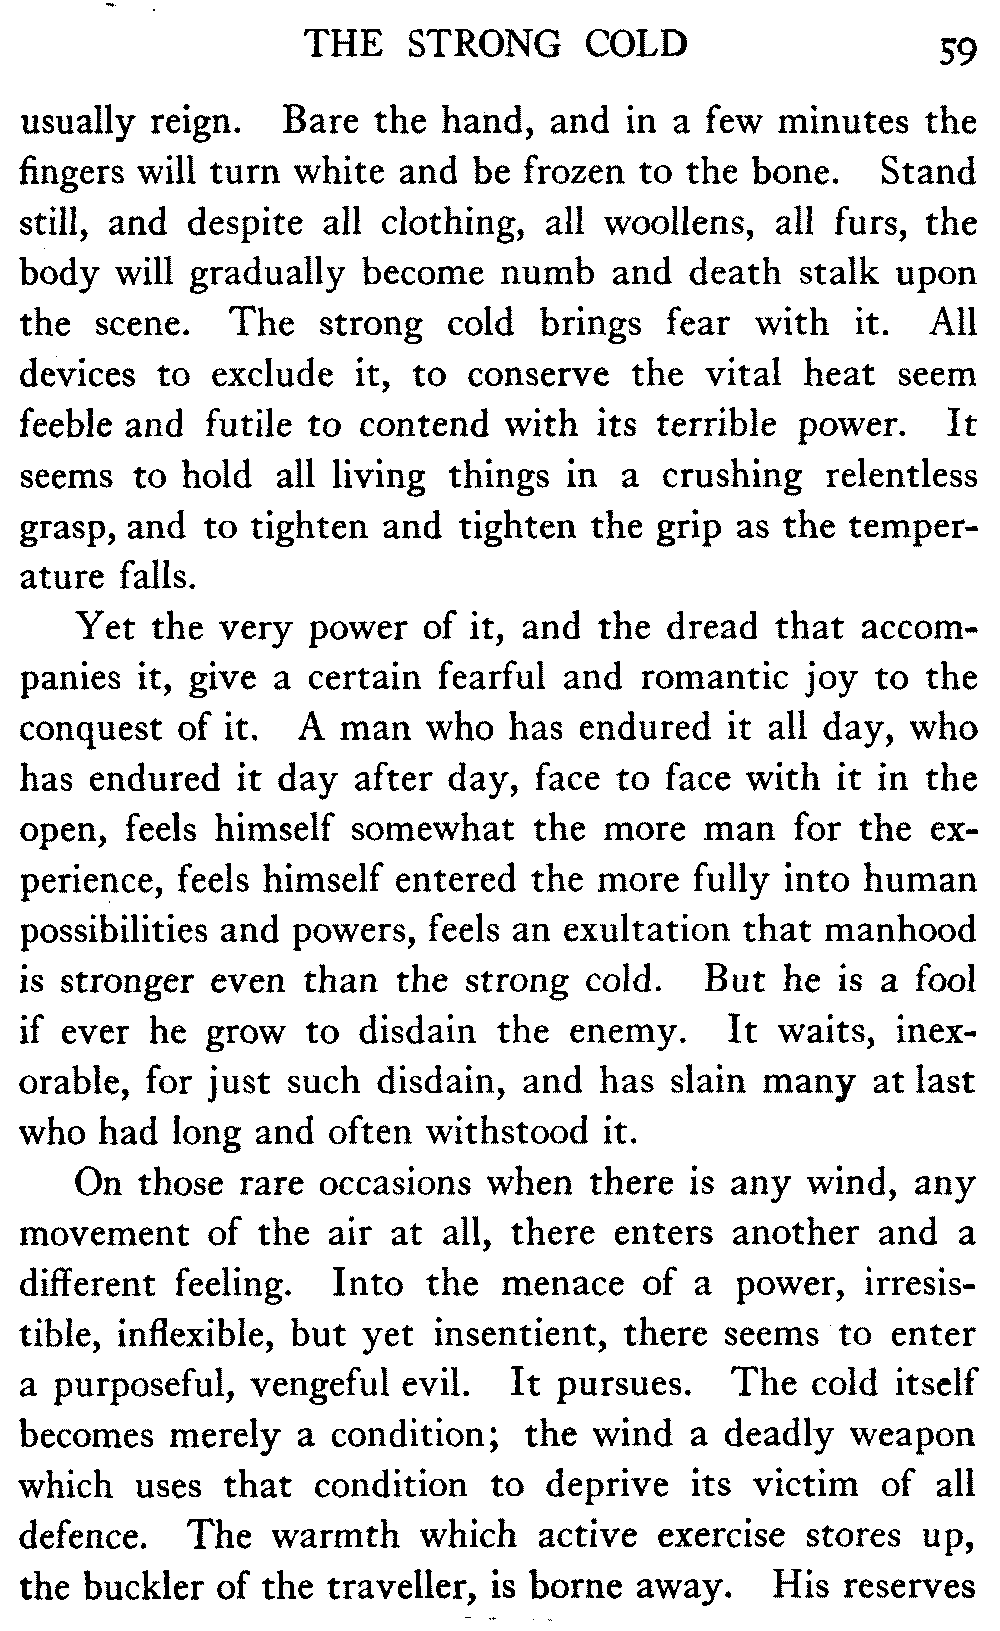 THE STRONG COLD 59
usually reign. Bare the hand, and in a few minutes the
fingers will turn white and be frozen to the bone. Stand
still, and despite all clothing, all woollens, all furs, the
body will gradually become numb and death stalk upon
the scene. The strong cold brings fear with it. All
devices to exclude it, to conserve the vital heat seem
feeble and futile to contend with its terrible power. It
seems to hold all living things in a crushing relentless
grasp, and to tighten and tighten the grip as the temper-
ature falls.
Yet the very power of it, and the dread that accom-
panies it, give a certain fearful and romantic joy to the
conquest of it. A man who has endured it all day, who
has endured it day after day, face to face with it in the
open, feels himself somewhat the more man for the ex-
perience, feels himself entered the more fully into human
possibilities and powers, feels an exultation that manhood
is stronger even than the strong cold. But he is a fool
if ever he grow to disdain the enemy. It waits, inex-
orable, for just such disdain, and has slain many at last
who had long and often withstood it.
On those rare occasions when there is any wind, any
movement of the air at all, there enters another and a
different feeling. Into the menace of a power, irresis-
tible, inflexible, but yet insentient, there seems to enter
a purposeful, vengeful evil. It pursues. The cold itself
becomes merely a condition; the wind a deadly weapon
which uses that condition to deprive its victim of all
defence. The warmth which active exercise stores up,
the buckler of the traveller, is borne away. His reserves